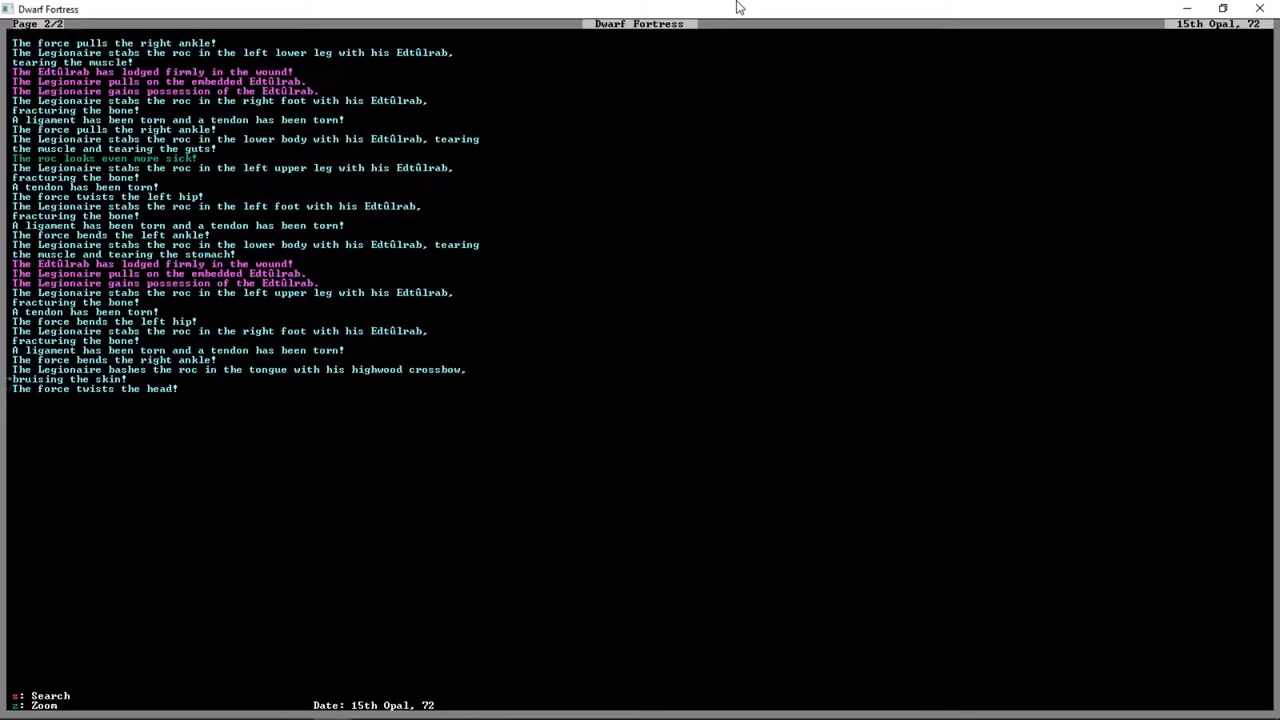 Dwarf Fortress
Page 2/2 Dwarf Fortress 15th Opal, 72
The force pulls the right ankle!
The Legionaire stabs the roc in the left lower leg with his Edtûlrab,
tearing the muscle!
The Edtûlrab has lodged firmly in the wound!
The Legionaire pulls on the embedded Edtûlrab.
The Legionaire gains possession of the Edtûlrab.
The Legionaire stabs the roc in the right foot with his Edtûlrab,
fracturing the bone!
A ligament has been torn and a tendon has been torn!
The force pulls the right ankle!
The Legionaire stabs the roc in the lower body with his Edtûlrab, tearing
the muscle and tearing the guts!
The roc looks even more sick!
The Legionaire stabs the roc in the left upper leg with his Edtûlrab,
fracturing the bone!
A tendon has been torn!
The force twists the left hip!
The Legionaire stabs the roc in the left foot with his Edtûlrab,
fracturing the bone!
A ligament has been torn and a tendon has been torn!
The force bends the left ankle!
The Legionaire stabs the roc in the lower body with his Edtûlrab, tearing
the muscle and tearing the stomach!
The Edtûlrab has lodged firmly in the wound!
The Legionaire pulls on the embedded Edtûlrab.
The Legionaire gains possession of the Edtûlrab.
The Legionaire stabs the roc in the left upper leg with his Edtûlrab,
fracturing the bone!
A tendon has been torn!
The force bends the left hip!
The Legionaire stabs the roc in the right foot with his Edtûlrab,
fracturing the bone!
A ligament has been torn and a tendon has been torn!
The force bends the right ankle!
The Legionaire bashes the roc in the tongue with his highwood crossbow,
bruising the skin!
The force twists the head!
s: Search
z: Zoom Date: 15th Opal, 72